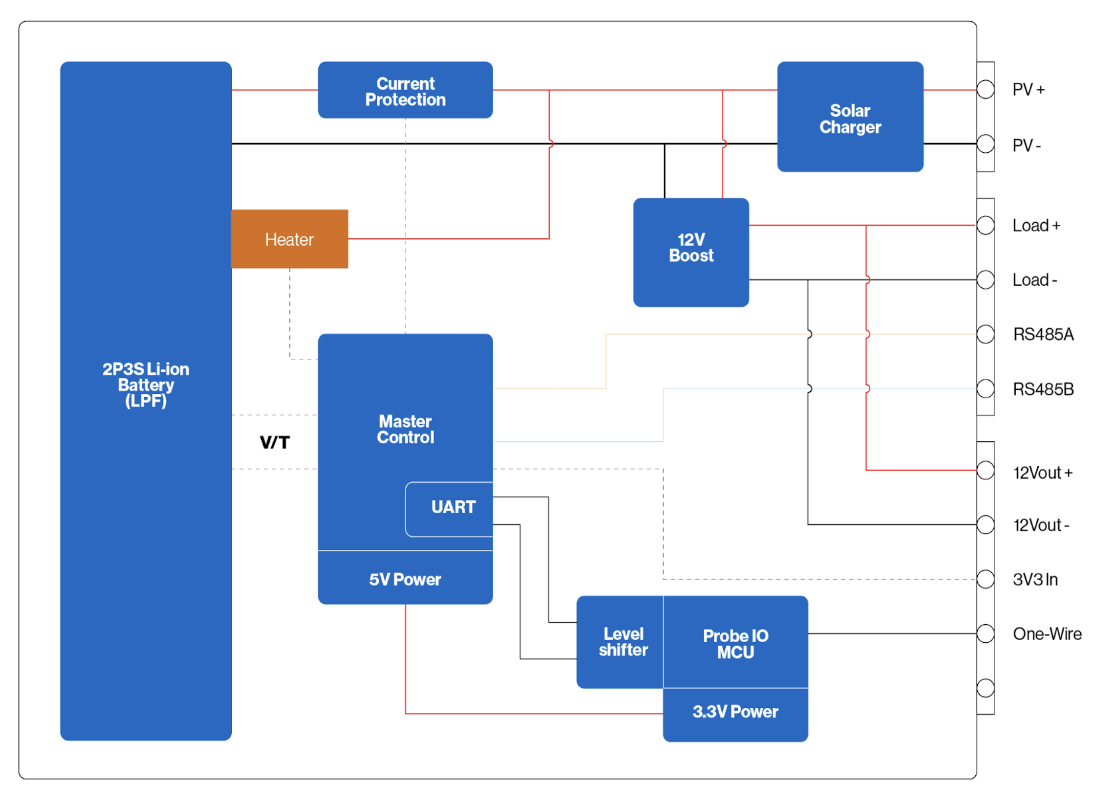 Current
Protection
Solar
Charger
PV +
PV -
Heater
12V
Boost
Load +
Load -
RS485A
RS485B
2P3S Li-ion
Battery
(LPF)
V/T
Master
Control
UART
5V Power
12Vout +
12Vout -
3V3 In
One-Wire
Level
shifter
Probe IO
MCU
3.3V Power